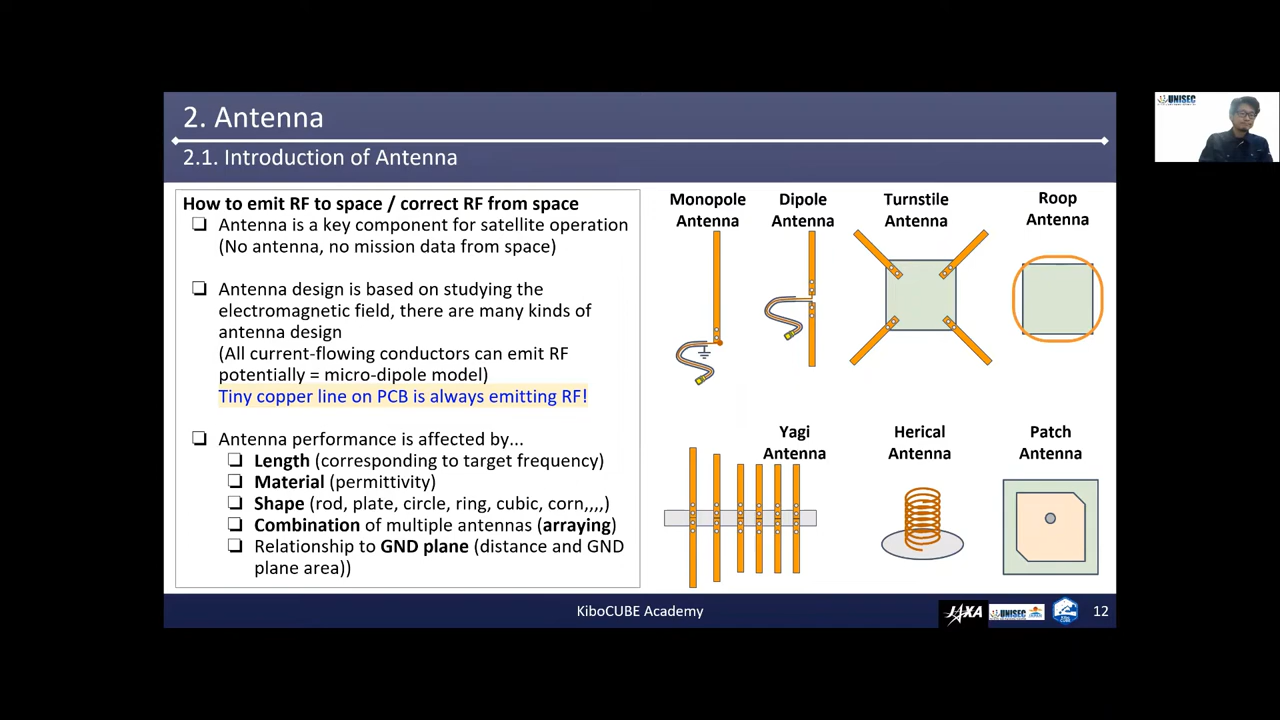 2. Antenna
2.1. Introduction of Antenna
How to emit RF to space / correct RF from space
❏ Antenna is a key component for satellite operation
(No antenna, no mission data from space)
❏ Antenna design is based on studying the
electromagnetic field, there are many kinds of
antenna design
(All current-flowing conductors can emit RF
potentially = micro-dipole model)
Tiny copper line on PCB is always emitting RF!
❏ Antenna performance is affected by...
❏ Length (corresponding to target frequency)
❏ Material (permittivity)
❏ Shape (rod, plate, circle, ring, cubic, corn,,,,)
❏ Combination of multiple antennas (arraying)
❏ Relationship to GND plane (distance and GND
plane area))
Monopole
Antenna
Dipole
Antenna
Turnstile
Antenna
Roop
Antenna
Yagi
Antenna
Herical
Antenna
Patch
Antenna
KiboCUBE Academy
JAXA
UNISEC
12
UNISEC